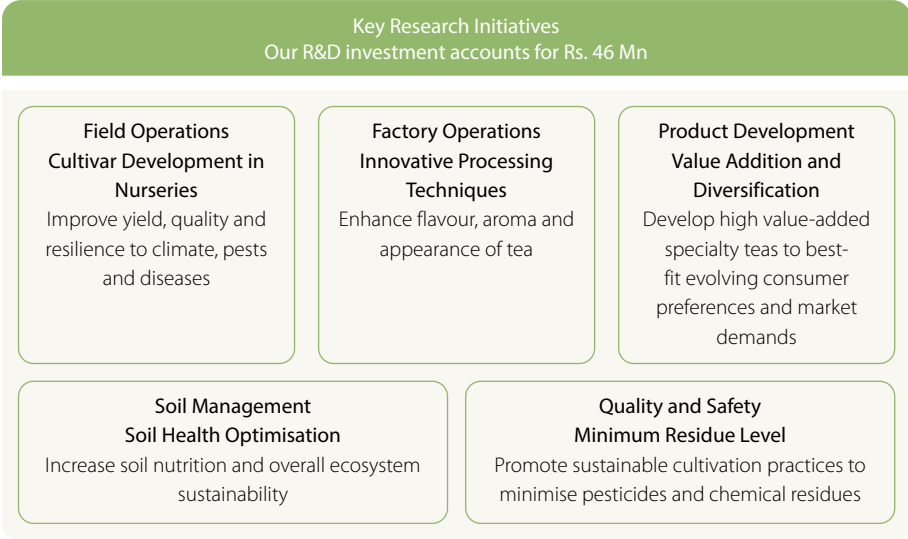 Key Research Initiatives
Our R&D investment accounts for Rs. 46 Mn
Field Operations
Cultivar Development in
Nurseries
Improve yield, quality and
resilience to climate, pests
and diseases
Factory Operations
Innovative Processing
Techniques
Enhance flavour, aroma and
appearance of tea
Product Development
Value Addition and
Diversification
Develop high value-added
specialty teas to best-
fit evolving consumer
preferences and market
demands
Soil Management
Soil Health Optimisation
Increase soil nutrition and overall ecosystem
sustainability
Quality and Safety
Minimum Residue Level
Promote sustainable cultivation practices to
minimise pesticides and chemical residues